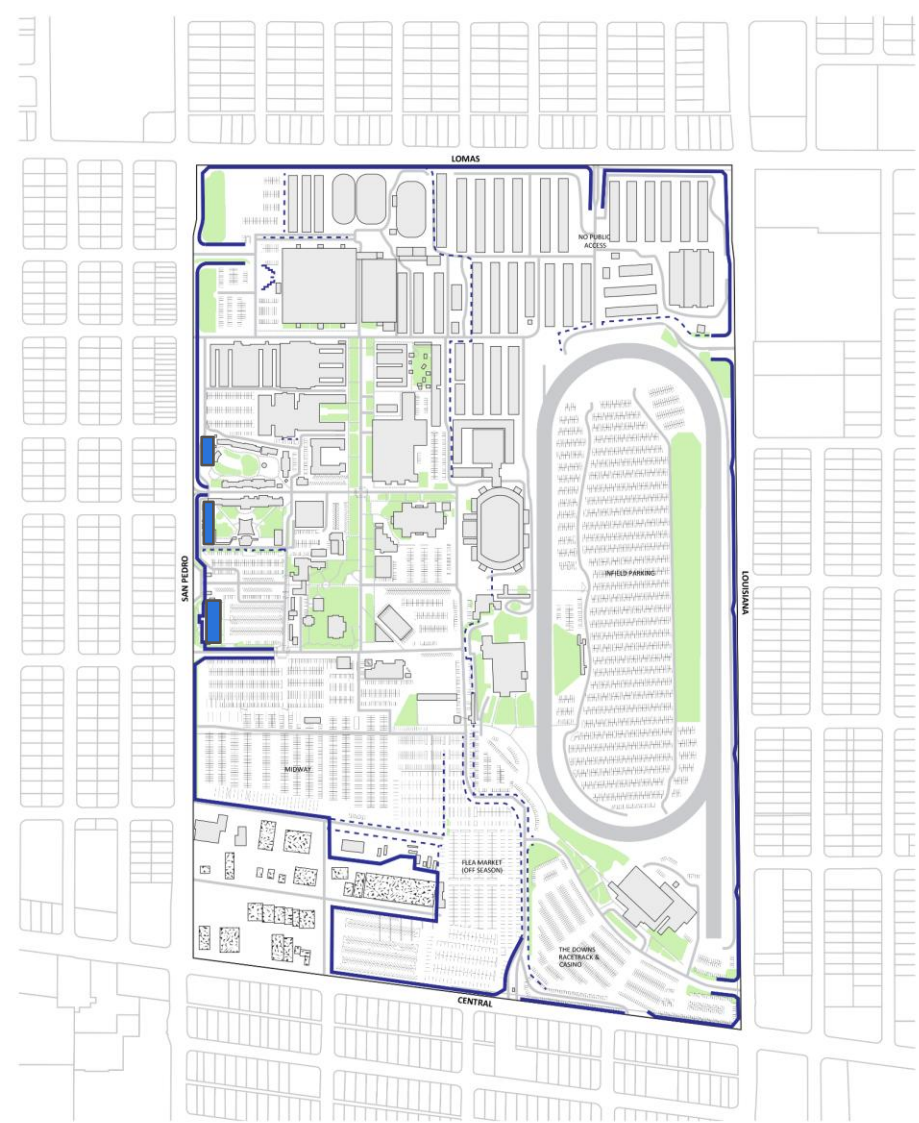 LOMAS
NO PUBLIC
ACCESS
SAN PEDRO
INFIELD PARKING
LOUISIANA
MIDWAY
FLEA MARKET
(OFF SEASON)
THE DOWNS
RACETRACK &
CASINO
CENTRAL